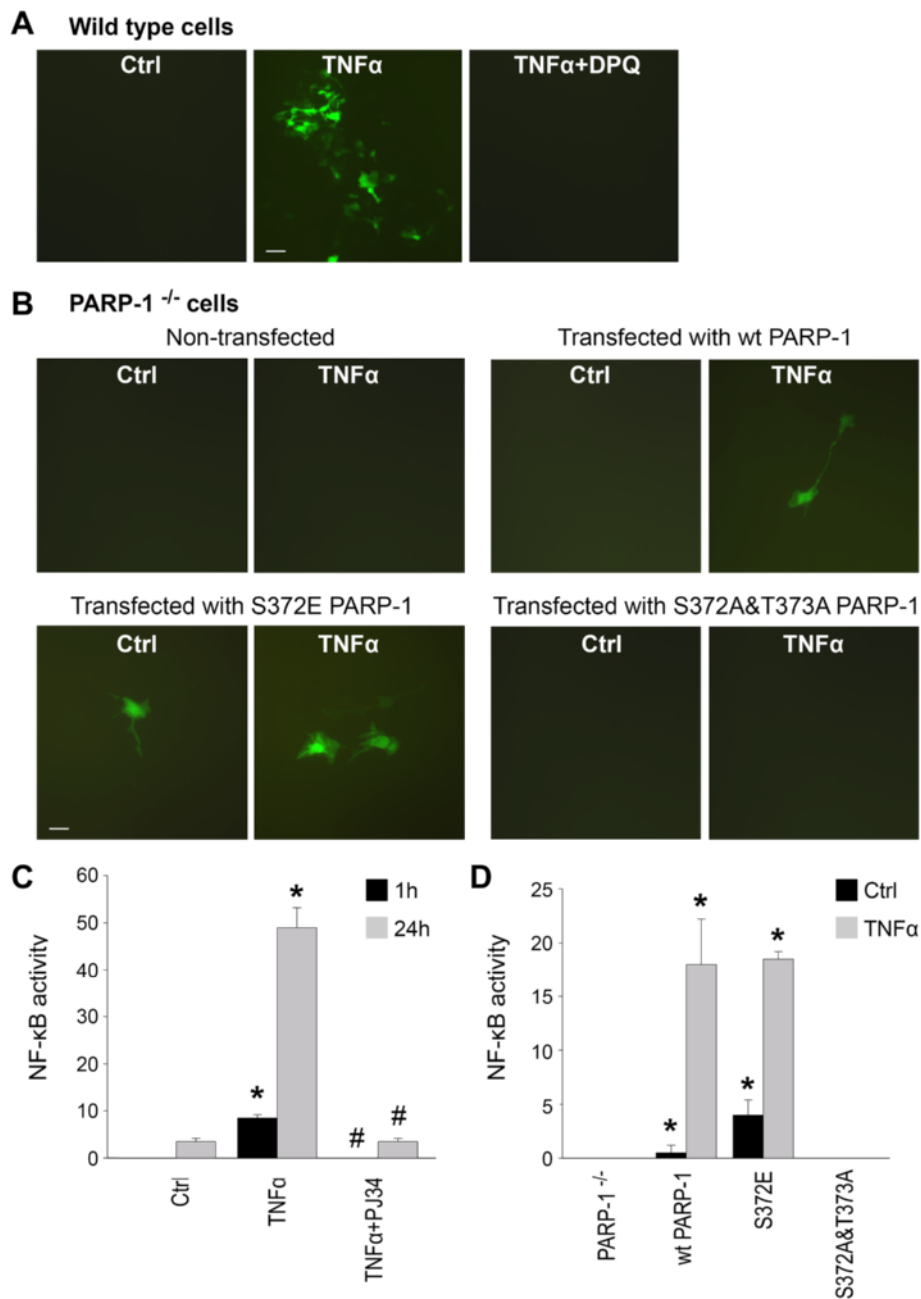 A Wild type cells
Ctrl TNFα TNFα+DPQ
B PARP-1 -/- cells
Non-transfected
Ctrl TNFα
Transfected with wt PARP-1
Ctrl TNFα
Transfected with S372E PARP-1
Ctrl TNFα
Transfected with S372A&T373A PARP-1
Ctrl TNFα
C
NF-κB activity
60
50
40
30
20
10
0
1h
24h
*
*
#
#
Ctrl
TNFα
TNFα+PJ34
D
NF-κB activity
25
20
15
10
5
0
Ctrl
TNFα
*
*
*
*
PARP-1 -/-
wt PARP-1
S372E
S372A&T373A